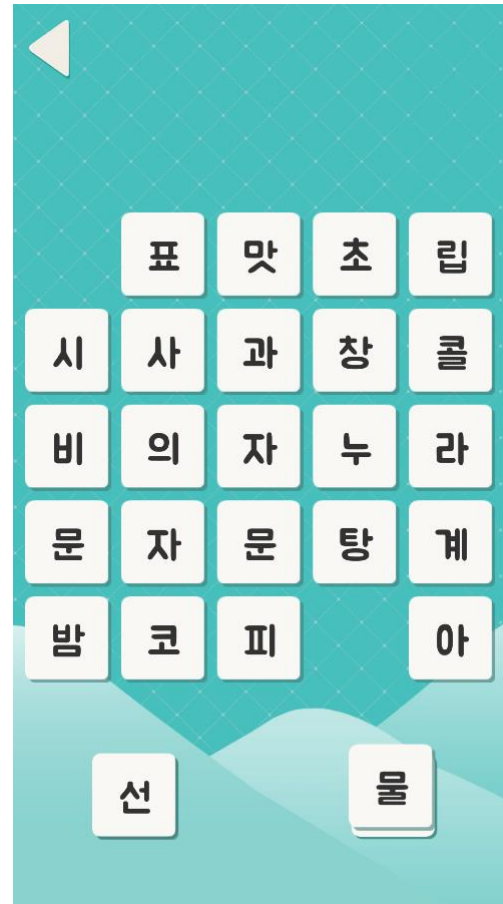 표 맛 초 립
시 사 과 창 콜
비 의 자 누 라
문 자 문 탕 계
밤 코 피 아
선 물